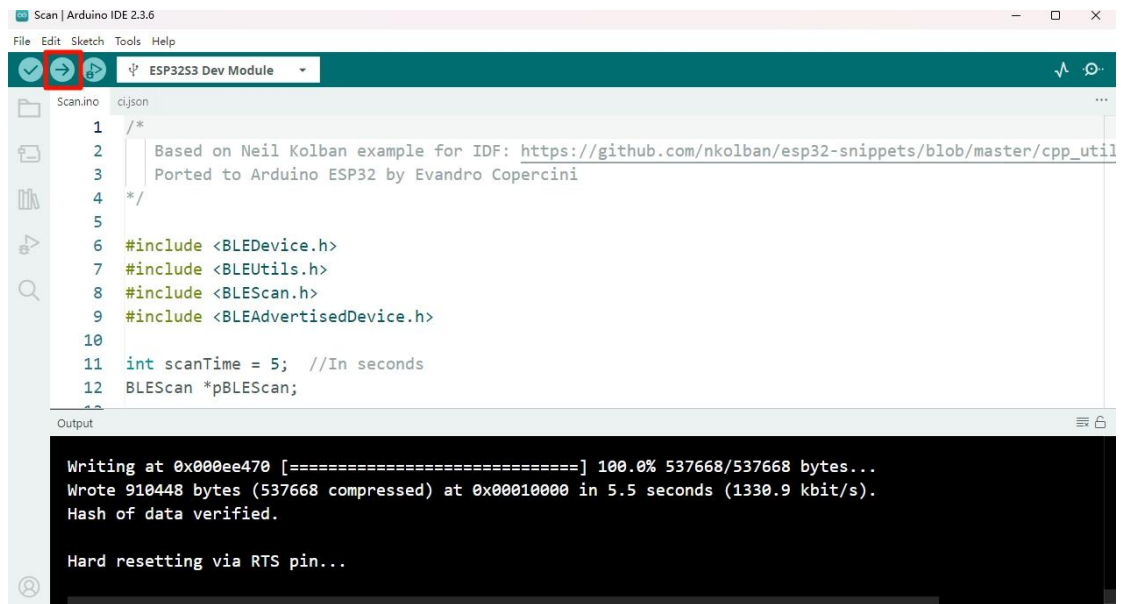 Scan | Arduino IDE 2.3.6
File Edit Sketch Tools Help
ESP32S3 Dev Module
Scan.ino ci.json
1 /*
2 Based on Neil Kolban example for IDF: https://github.com/nkolban/esp32-snippets/blob/master/cpp_util
3 Ported to Arduino ESP32 by Evandro Copercini
4 */
5
6 #include <BLEDevice.h>
7 #include <BLEUtils.h>
8 #include <BLEScan.h>
9 #include <BLEAdvertisedDevice.h>
10
11 int scanTime = 5;  //In seconds
12 BLEScan *pBLEScan;
Output
Writing at 0x000ee470 [==============================] 100.0% 537668/537668 bytes...
Wrote 910448 bytes (537668 compressed) at 0x00010000 in 5.5 seconds (1330.9 kbit/s).
Hash of data verified.
Hard resetting via RTS pin...